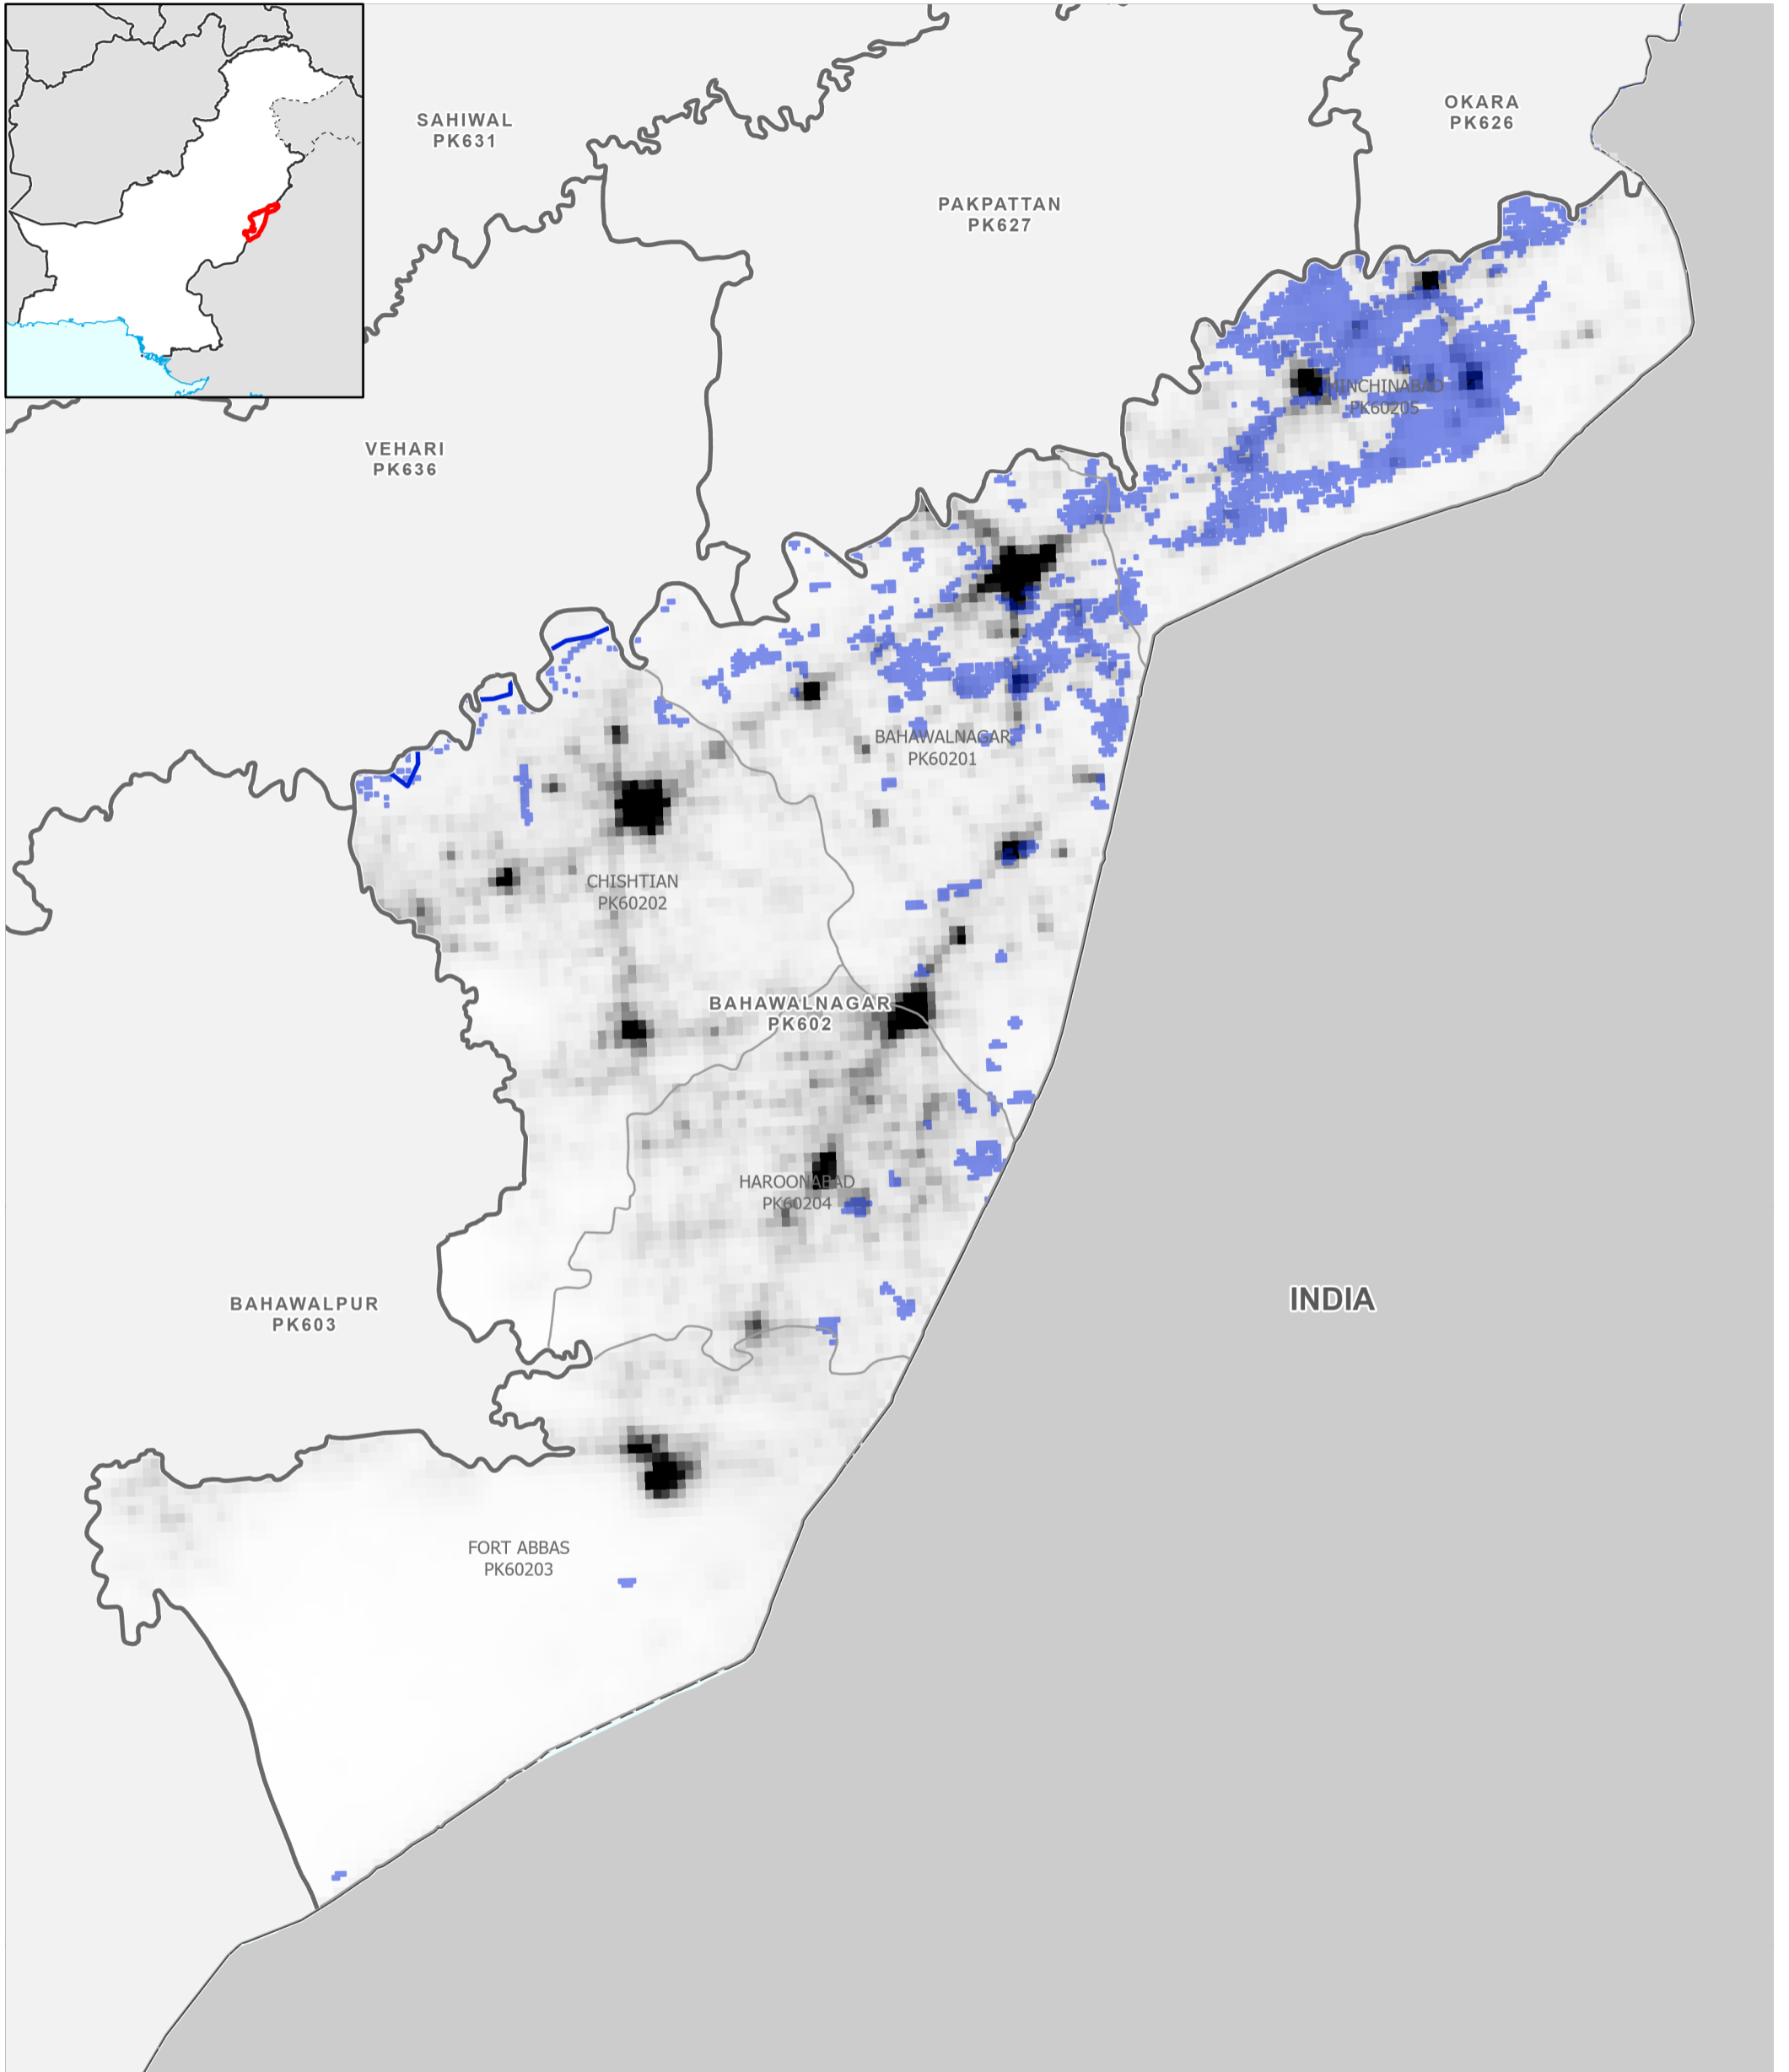 OKARA
PK626
SAHIWAL
PK631
PAKPATTAN
PK627
MINCHINABAD
PK60205
VEHARI
PK636
BAHAWALNAGAR
PK60201
CHISHTIAN
PK60202
BAHAWALNAGAR
PK602
HAROONABAD
PK60204
BAHAWALPUR
PK603
INDIA
FORT ABBAS
PK60203